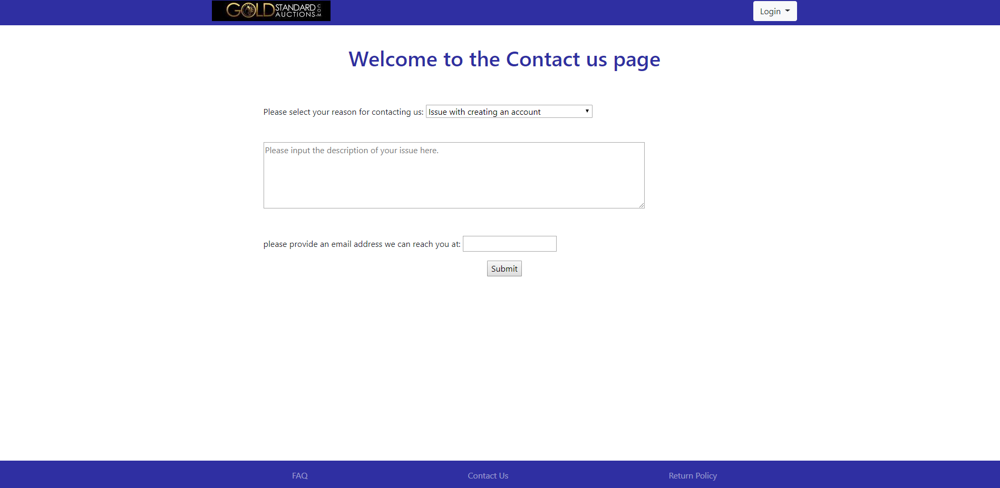 GOLD STANDARD AUCTIONS.COM
Login
Welcome to the Contact us page
Please select your reason for contacting us: Issue with creating an account
Please input the description of your issue here.
please provide an email address we can reach you at:
Submit
FAQ Contact Us Return Policy